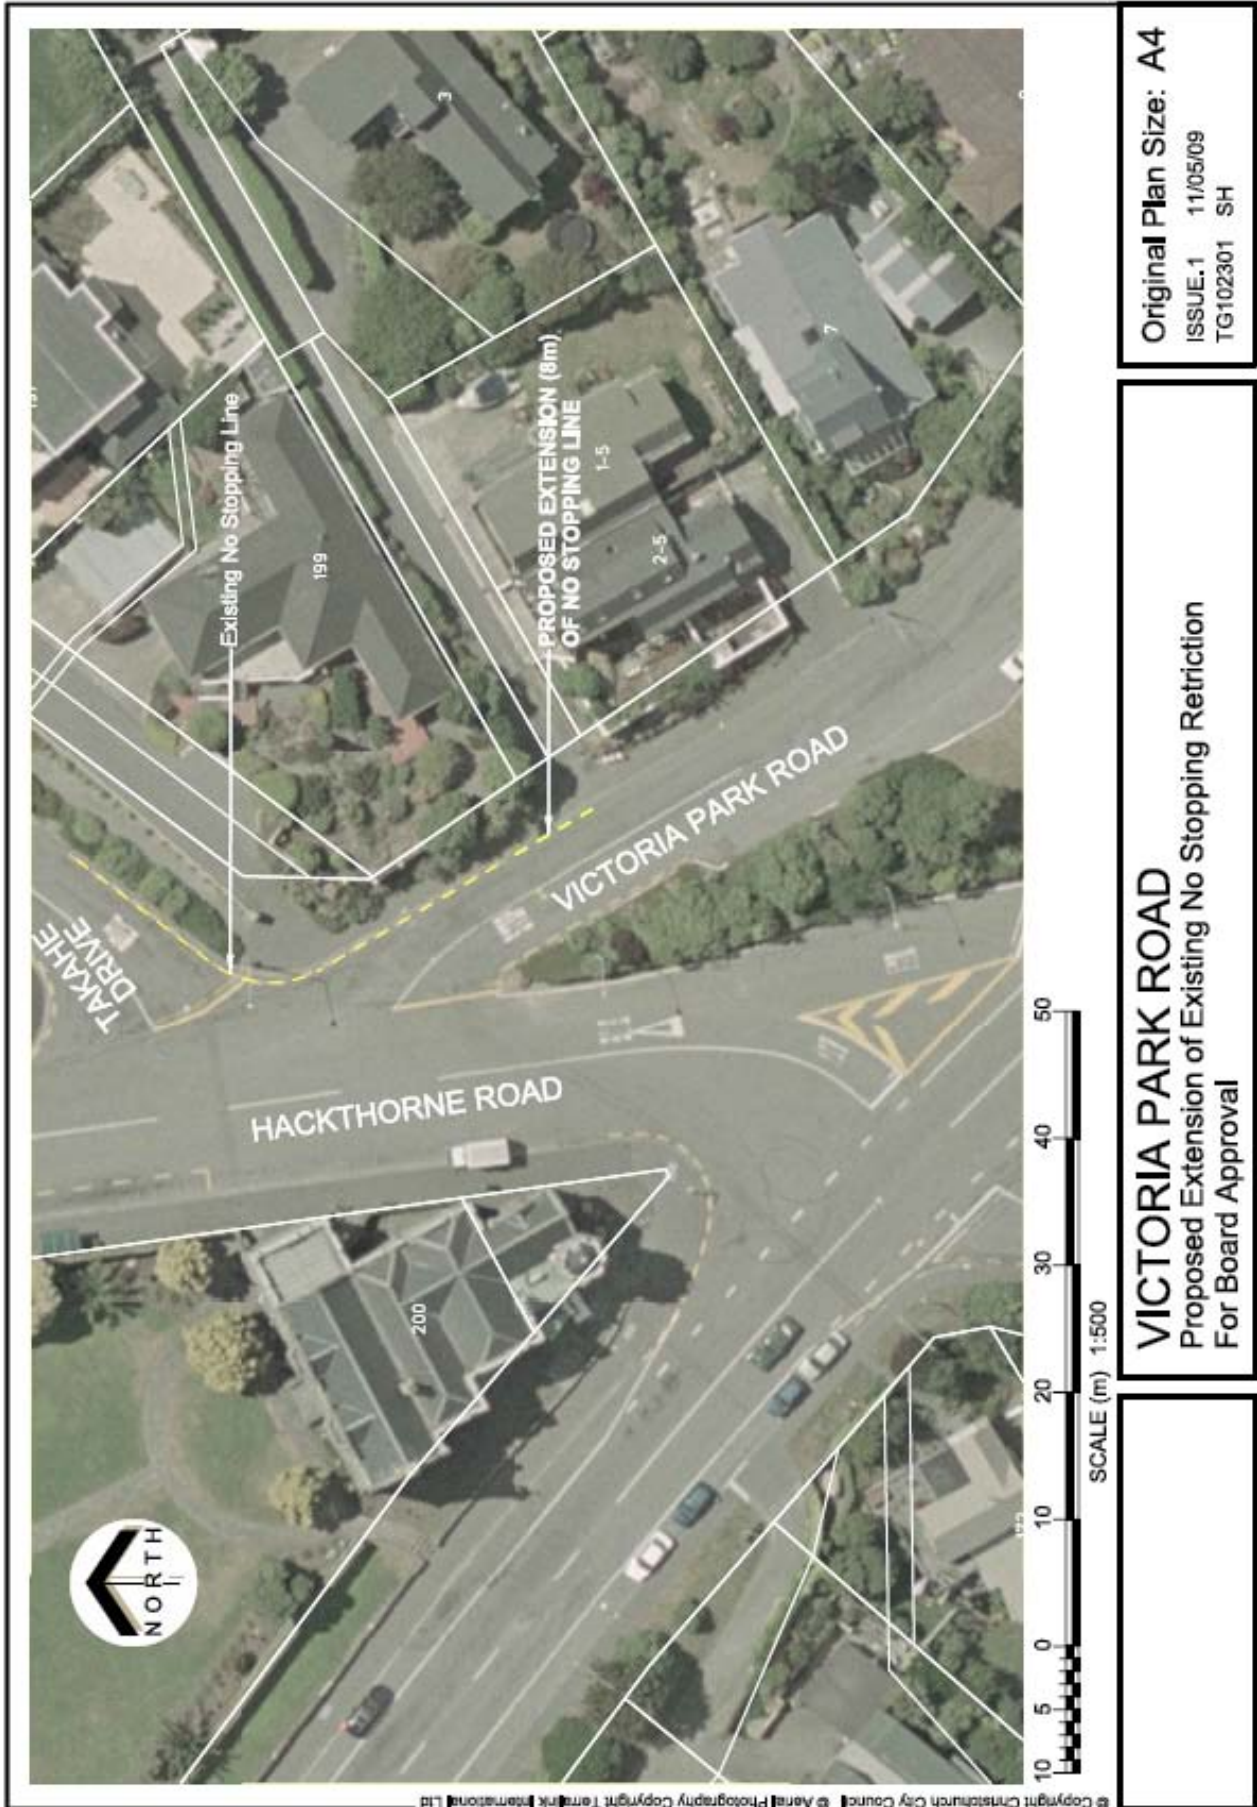 TAKAHE
DRIVE
Existing No Stopping Line
PROPOSED EXTENSION (8m)
OF NO STOPPING LINE
VICTORIA PARK ROAD
HACKTHORNE ROAD
199
3
1-5
2-5
7
200
NORTH
10 5 0 10 20 30 40 50
SCALE (m) 1:500
© Copyright Christchurch City Council © Aerial Photography Copyright Terralink International Ltd
VICTORIA PARK ROAD
Proposed Extension of Existing No Stopping Retriction
For Board Approval
Original Plan Size: A4
ISSUE.1 11/05/09
TG102301 SH